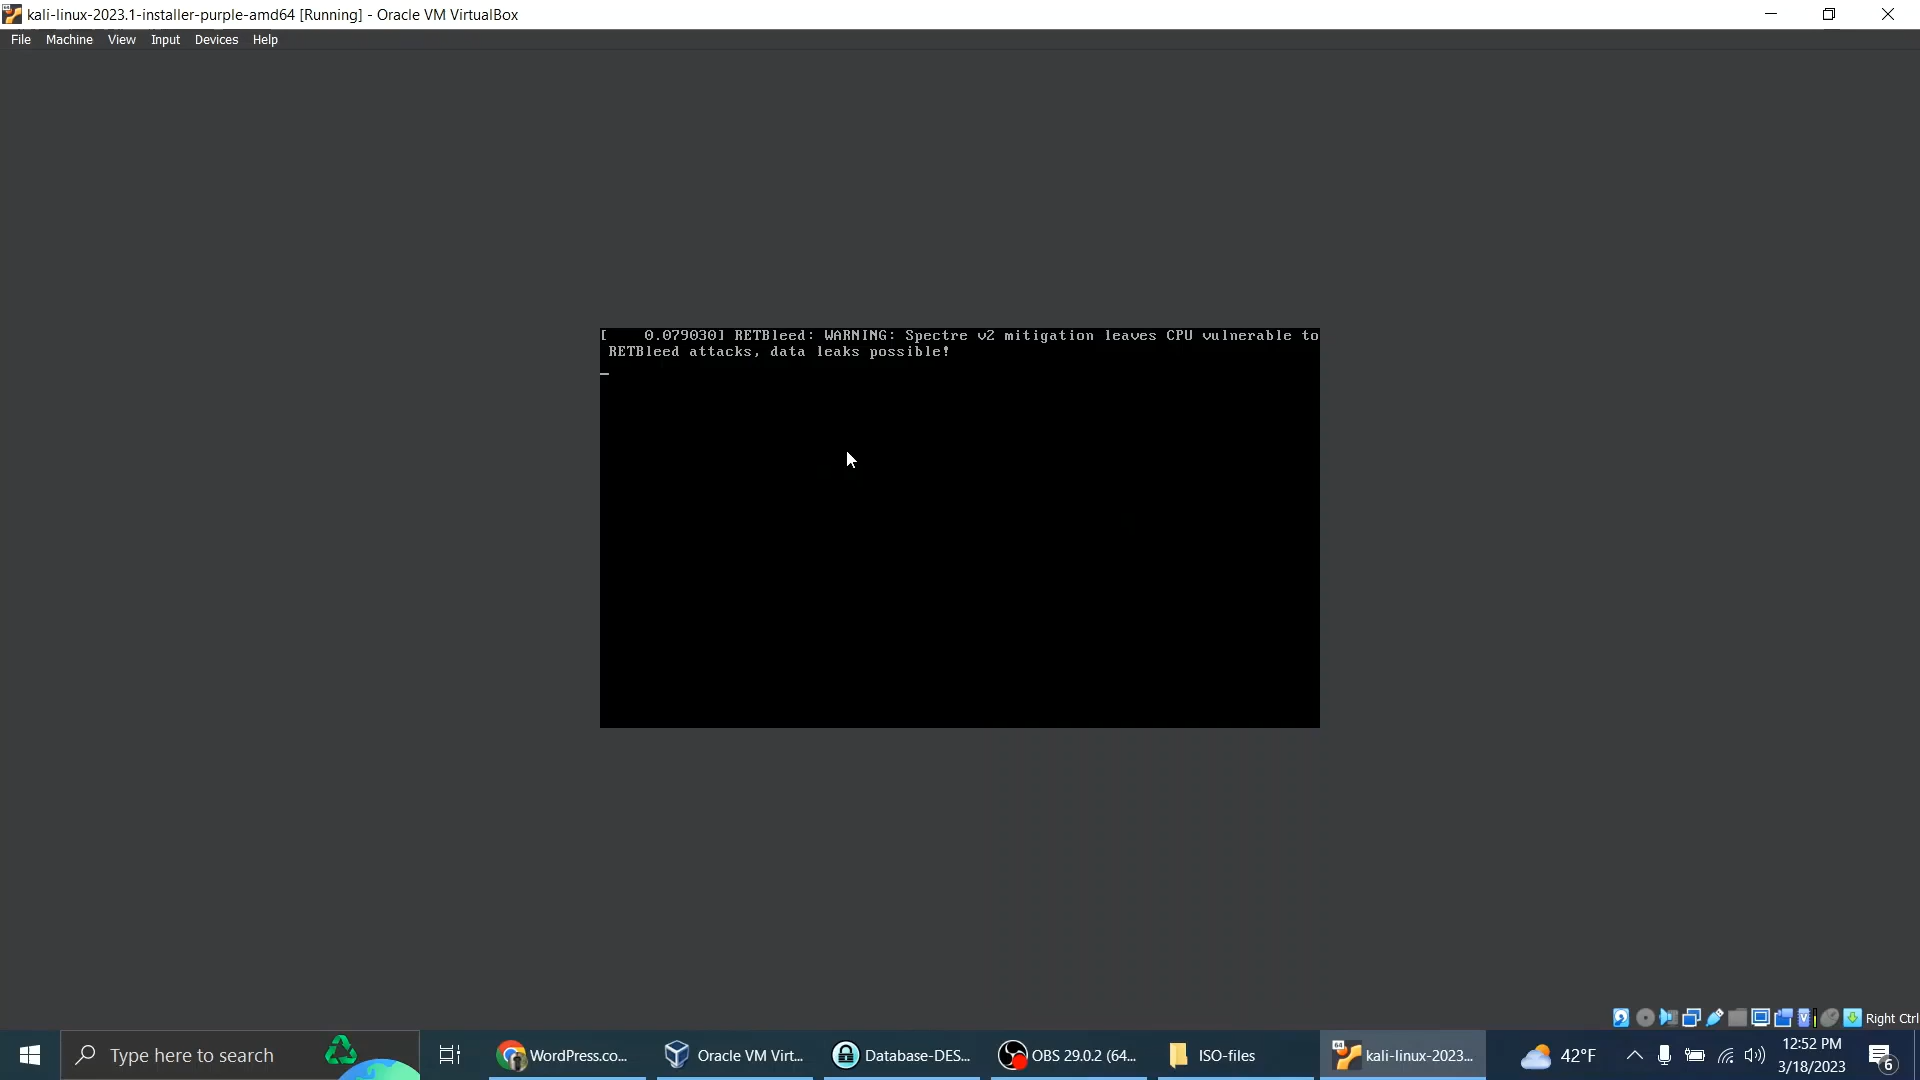 kali-linux-2023.1-installer-purple-amd64 [Running] - Oracle VM VirtualBox
File Machine View Input Devices Help
[    0.079030] RETBleed: WARNING: Spectre v2 mitigation leaves CPU vulnerable to
RETBleed attacks, data leaks possible!
Right Ctrl
Type here to search
WordPress.co...
Oracle VM Virt...
Database-DES...
OBS 29.0.2 (64...
ISO-files
64
kali-linux-2023...
42°F
12:52 PM
3/18/2023
6